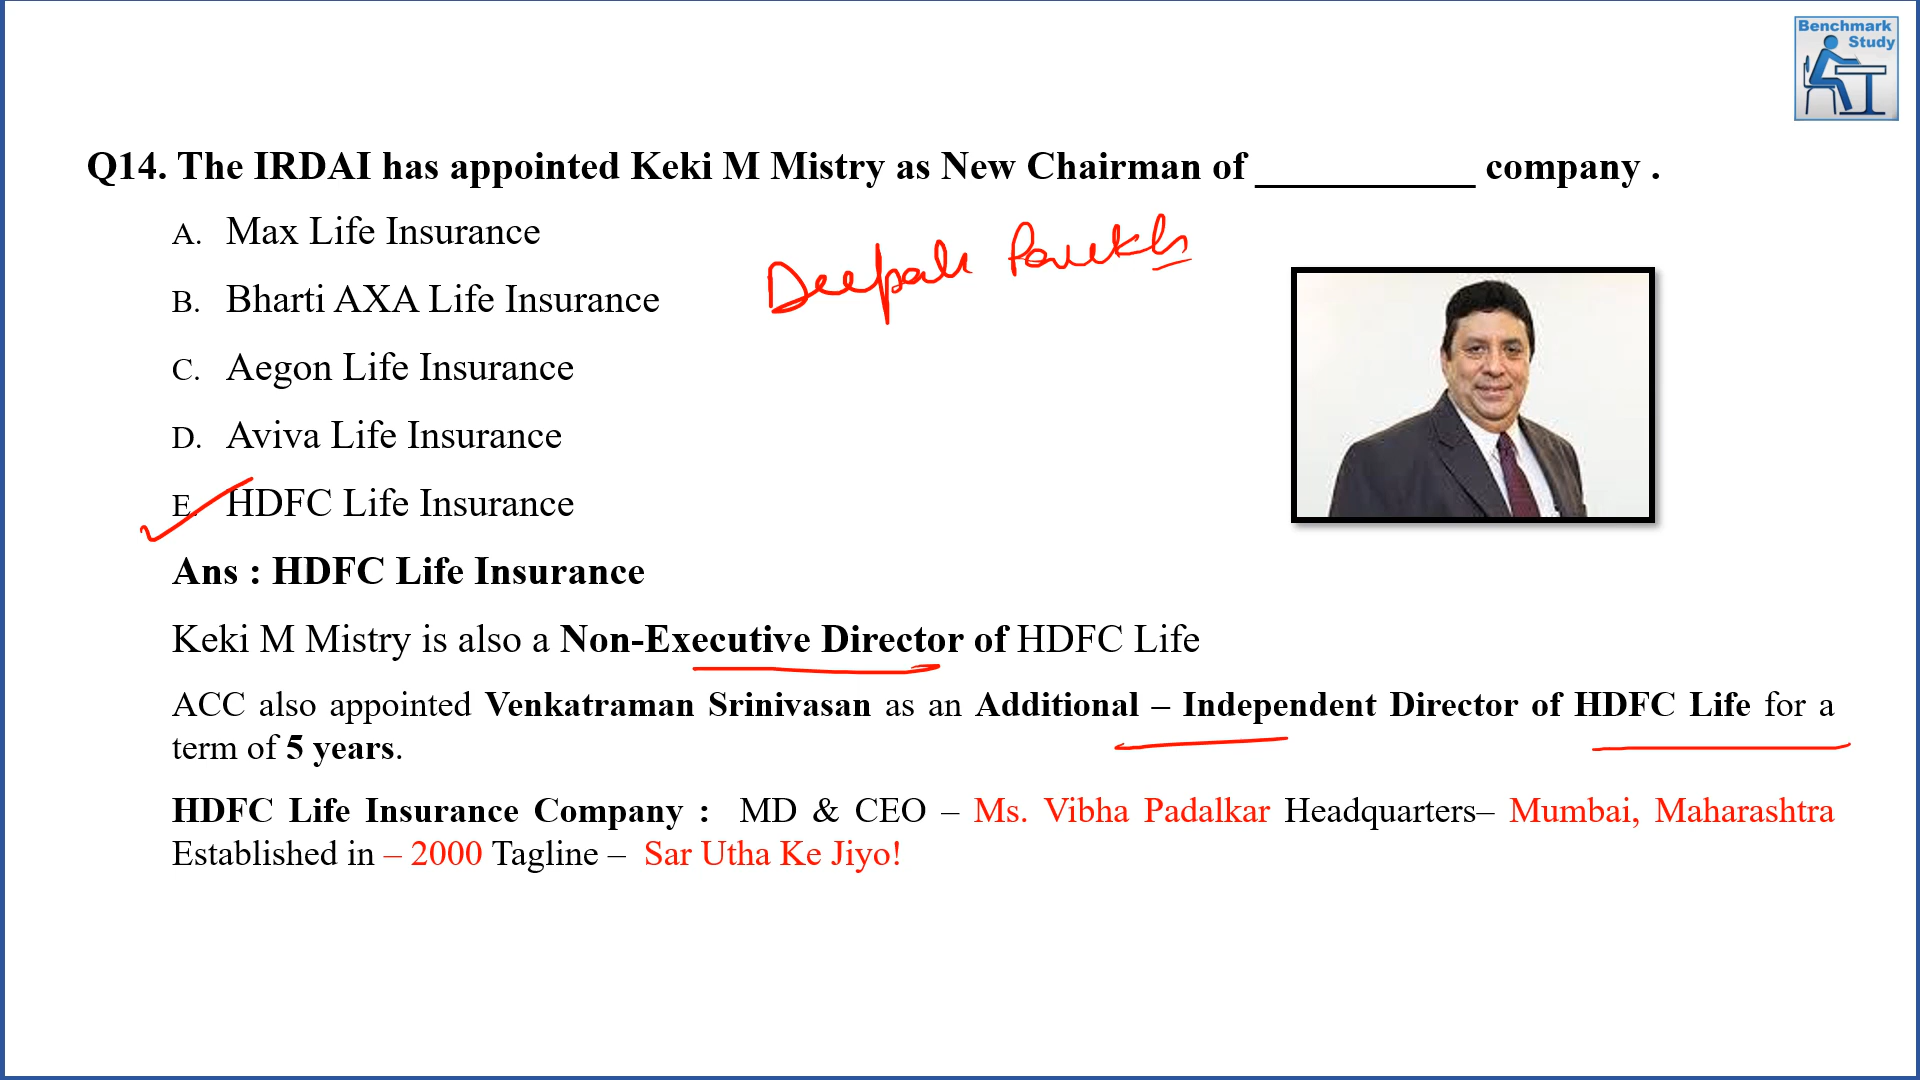 Benchmark
Study
Q14. The IRDAI has appointed Keki M Mistry as New Chairman of ___________ company .
A. Max Life Insurance
Deepak Parekh
B. Bharti AXA Life Insurance
C. Aegon Life Insurance
D. Aviva Life Insurance
E. HDFC Life Insurance
Ans : HDFC Life Insurance
Keki M Mistry is also a Non-Executive Director of HDFC Life
ACC also appointed Venkatraman Srinivasan as an Additional – Independent Director of HDFC Life for a
term of 5 years.
HDFC Life Insurance Company : MD & CEO – Ms. Vibha Padalkar Headquarters– Mumbai, Maharashtra
Established in – 2000 Tagline – Sar Utha Ke Jiyo!